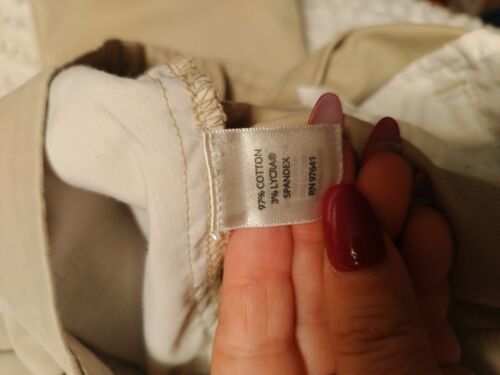 97% COTTON
3% LYCRA®
SPANDEX
RN 97641